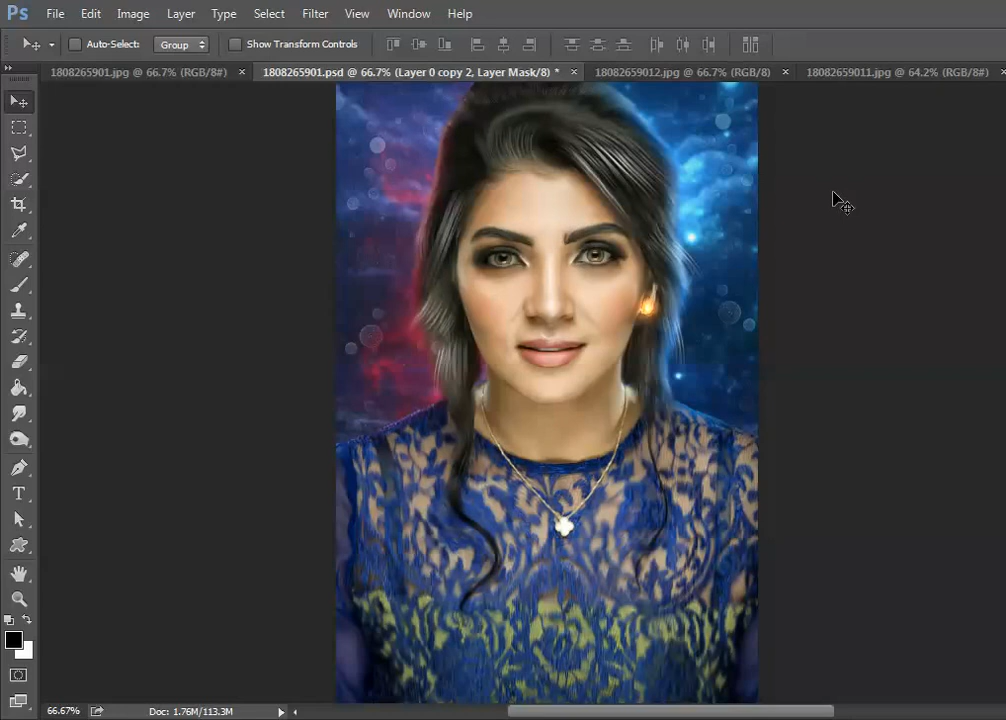 Ps File Edit Image Layer Type Select Filter View Window Help
Auto-Select: Group Show Transform Controls
1808265901.jpg @ 66.7% (RGB/8#) × 1808265901.psd @ 66.7% (Layer 0 copy 2, Layer Mask/8) * × 1808265912.jpg @ 66.7% (RGB/8) × 1808265911.jpg @ 64.2% (RGB/8#) ×
T
66.67% Doc: 1.76M/113.3M